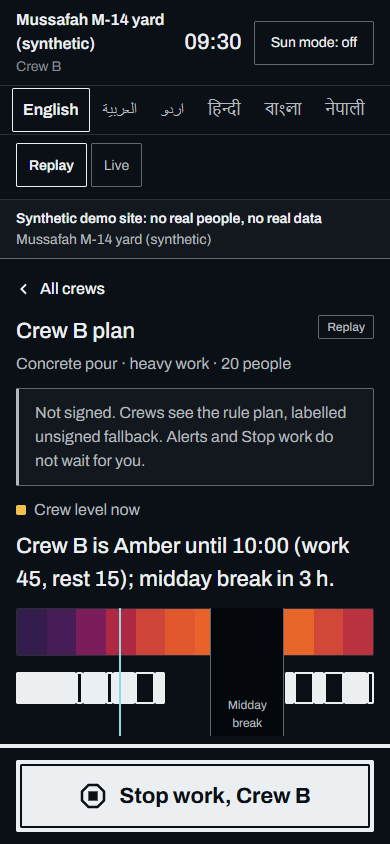 Mussafah M-14 yard
(synthetic)
Crew B
09:30
Sun mode: off
English
العربية
اردو
हिन्दी
বাংলা
नेपाली
Replay
Live
Synthetic demo site: no real people, no real data
Mussafah M-14 yard (synthetic)
All crews
Crew B plan
Replay
Concrete pour · heavy work · 20 people
Not signed. Crews see the rule plan, labelled
unsigned fallback. Alerts and Stop work do
not wait for you.
Crew level now
Crew B is Amber until 10:00 (work
45, rest 15); midday break in 3 h.
Midday
break
Stop work, Crew B